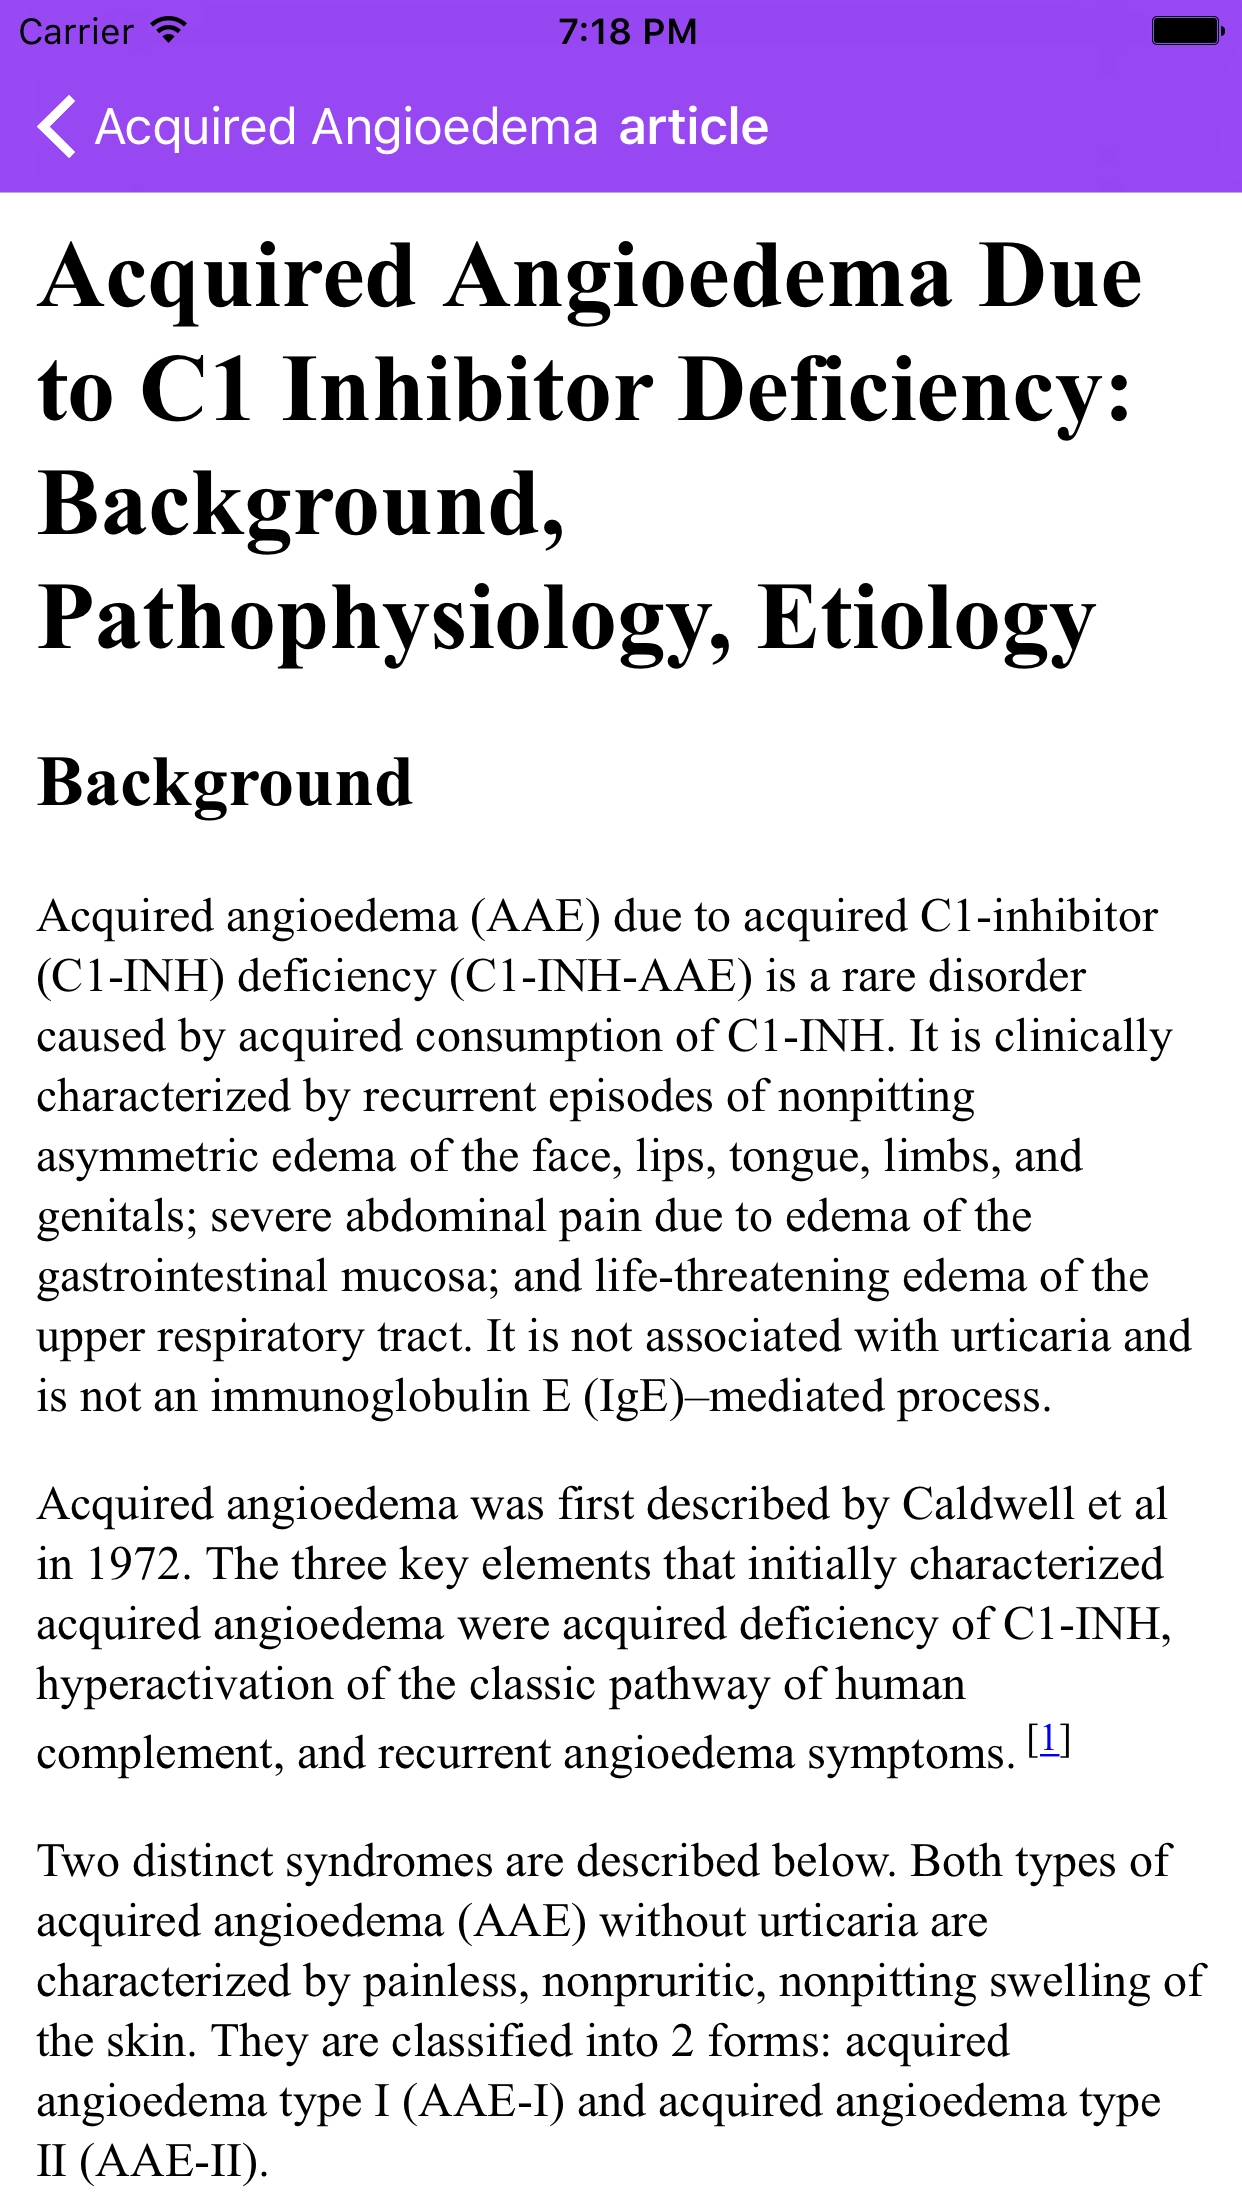 Carrier 7:18 PM
Acquired Angioedema article
Acquired Angioedema Due
to C1 Inhibitor Deficiency:
Background,
Pathophysiology, Etiology
Background
Acquired angioedema (AAE) due to acquired C1-inhibitor
(C1-INH) deficiency (C1-INH-AAE) is a rare disorder
caused by acquired consumption of C1-INH. It is clinically
characterized by recurrent episodes of nonpitting
asymmetric edema of the face, lips, tongue, limbs, and
genitals; severe abdominal pain due to edema of the
gastrointestinal mucosa; and life-threatening edema of the
upper respiratory tract. It is not associated with urticaria and
is not an immunoglobulin E (IgE)–mediated process.
Acquired angioedema was first described by Caldwell et al
in 1972. The three key elements that initially characterized
acquired angioedema were acquired deficiency of C1-INH,
hyperactivation of the classic pathway of human
complement, and recurrent angioedema symptoms. [1]
Two distinct syndromes are described below. Both types of
acquired angioedema (AAE) without urticaria are
characterized by painless, nonpruritic, nonpitting swelling of
the skin. They are classified into 2 forms: acquired
angioedema type I (AAE-I) and acquired angioedema type
II (AAE-II).